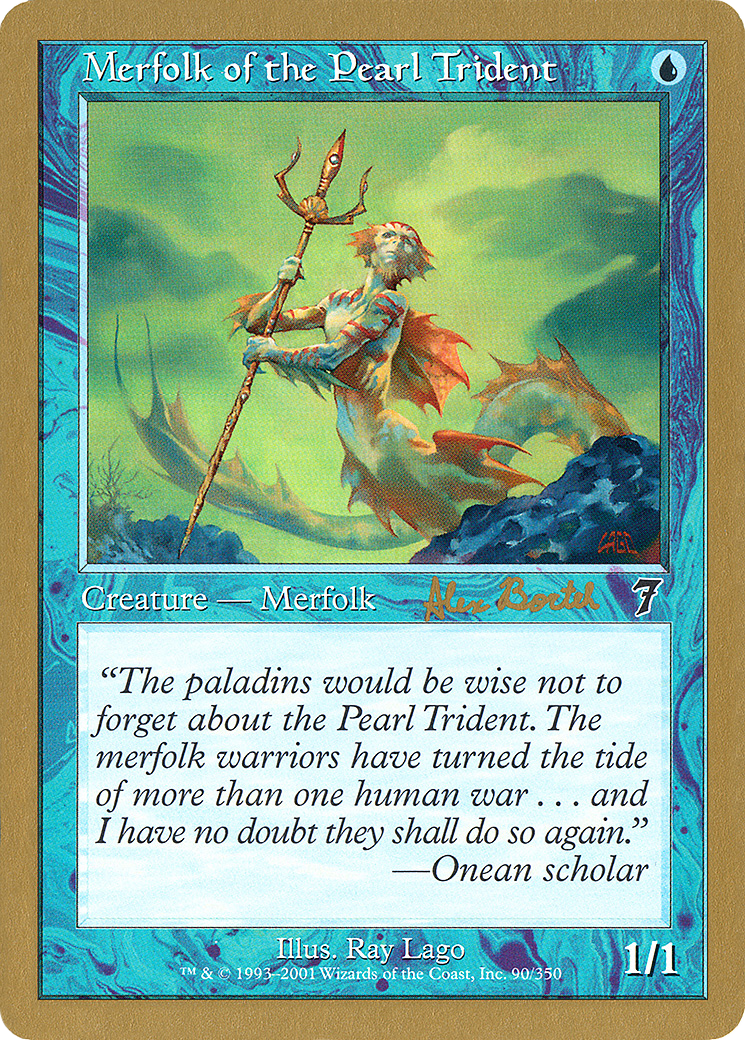 Merfolk of the Pearl Trident
LAGO
Creature — Merfolk
Alex Borteh
7
“The paladins would be wise not to
forget about the Pearl Trident. The
merfolk warriors have turned the tide
of more than one human war . . . and
I have no doubt they shall do so again.”
—Onean scholar
Illus. Ray Lago
™ & © 1993–2001 Wizards of the Coast, Inc. 90/350
1/1